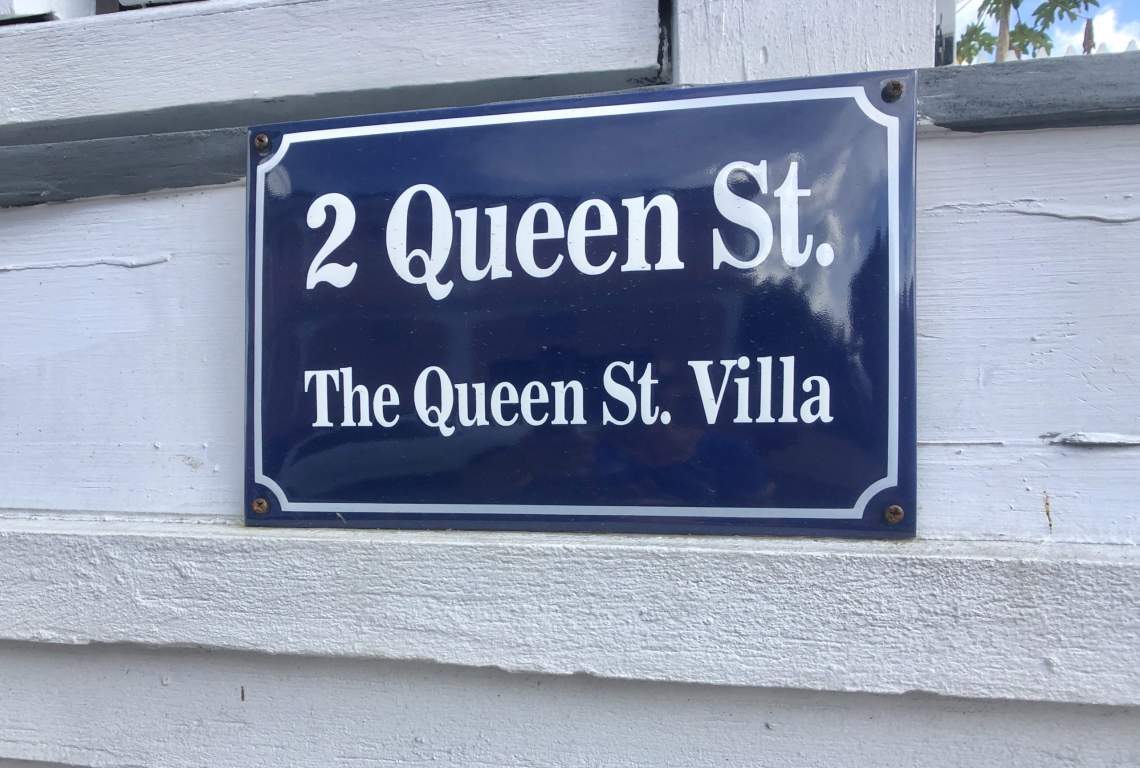 2 Queen St.
The Queen St. Villa